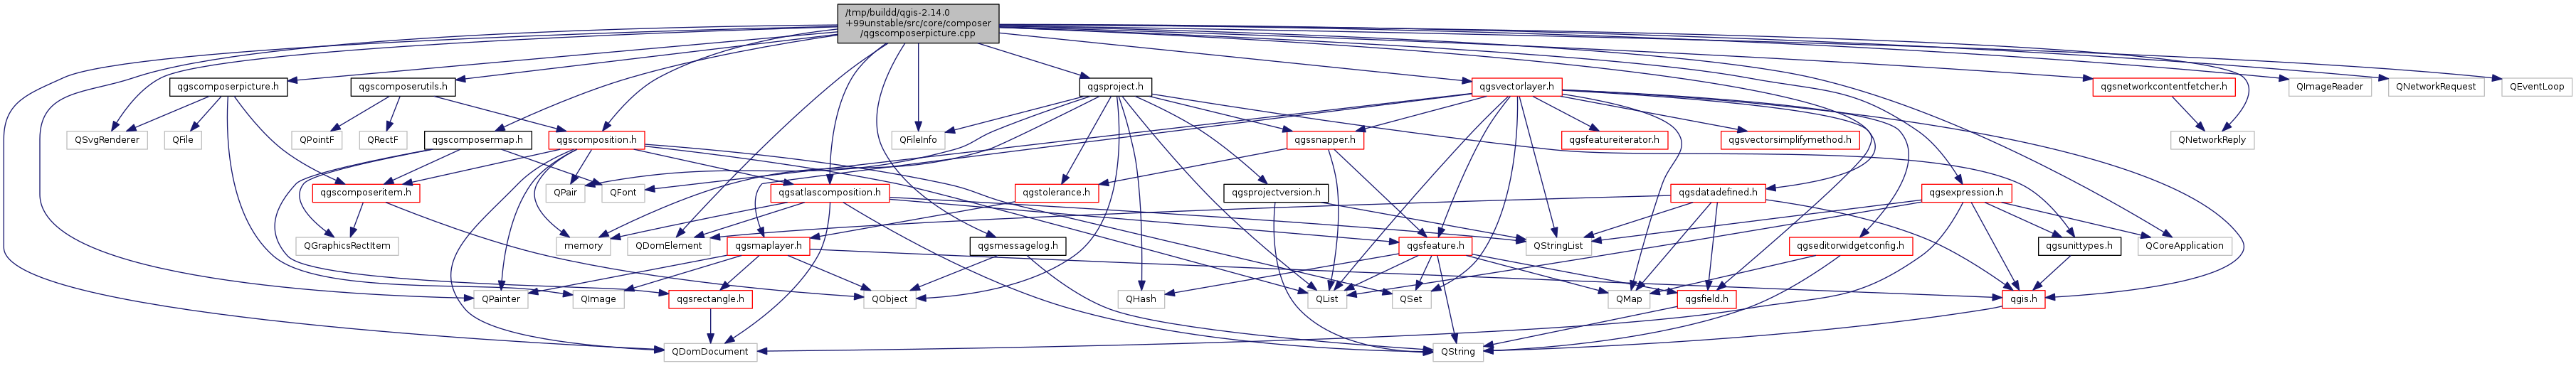 /tmp/buildd/qgis-2.14.0
+99unstable/src/core/composer
/qgscomposerpicture.cpp
qgscomposerpicture.h
qgscomposerutils.h
qgsproject.h
qgsvectorlayer.h
qgsnetworkcontentfetcher.h
QImageReader
QNetworkRequest
QEventLoop
QSvgRenderer
QFile
QPointF
QRectF
qgscomposermap.h
qgscomposition.h
QFileInfo
qgssnapper.h
qgsfeatureiterator.h
qgsvectorsimplifymethod.h
QNetworkReply
qgscomposeritem.h
QPair
QFont
qgsatlascomposition.h
qgstolerance.h
qgsprojectversion.h
qgsdatadefined.h
qgsexpression.h
QGraphicsRectItem
memory
QDomElement
qgsmaplayer.h
qgsmessagelog.h
qgsfeature.h
QStringList
qgseditorwidgetconfig.h
qgsunittypes.h
QCoreApplication
QPainter
QImage
qgsrectangle.h
QObject
QHash
QList
QSet
QMap
qgsfield.h
qgis.h
QDomDocument
QString